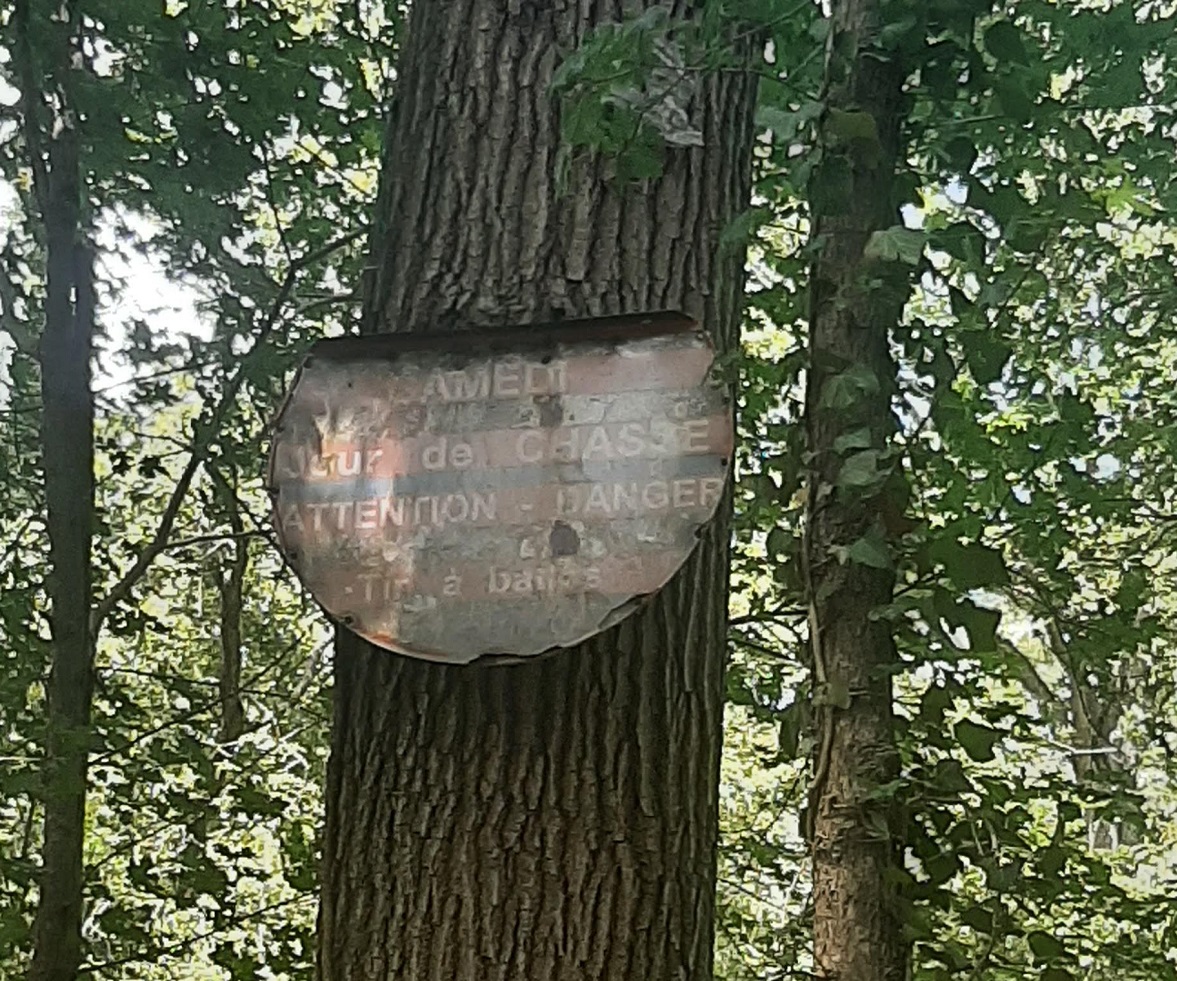 SAMEDI
Jour de CHASSE
ATTENTION - DANGER
-Tir à balles